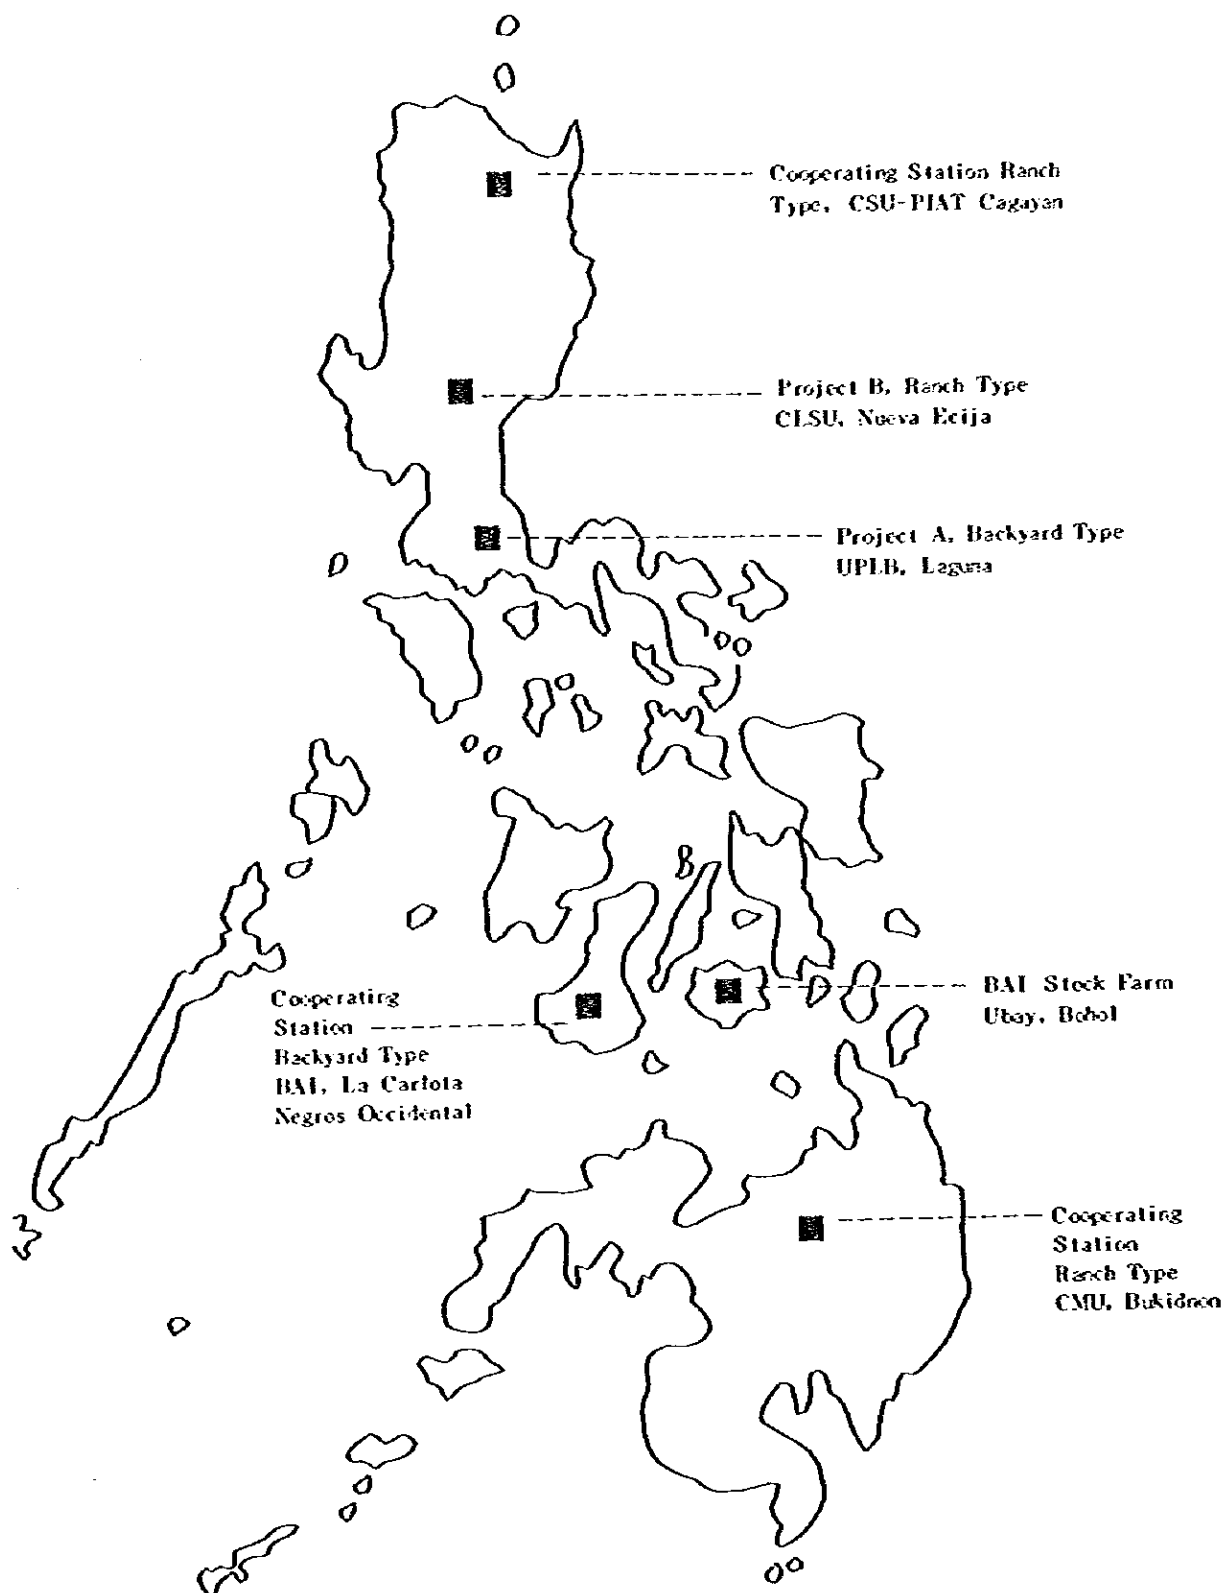 Cooperating Station Ranch
Type, CSU-PIAT Cagayan
Project B, Ranch Type
CLSU, Nueva Ecija
Project A, Backyard Type
UPLB, Laguna
BAI Stock Farm
Ubay, Bohol
Cooperating
Station
Backyard Type
BAI, La Carlota
Negros Occidental
Cooperating
Station
Ranch Type
CMU, Bukidnon